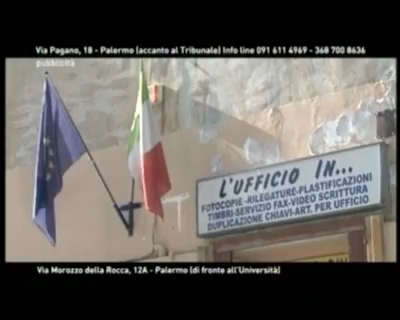 Via Pagano, 18 - Palermo (accanto al Tribunale) Info line 091 611 4969 - 368 700 8636
pubblicità
L'UFFICIO IN...
FOTOCOPIE-RILEGATURE-PLASTIFICAZIONI
TIMBRI-SERVIZIO FAX-VIDEO SCRITTURA
DUPLICAZIONE CHIAVI-ART. PER UFFICIO
Via Morozzo della Rocca, 12A - Palermo (di fronte all'Università)